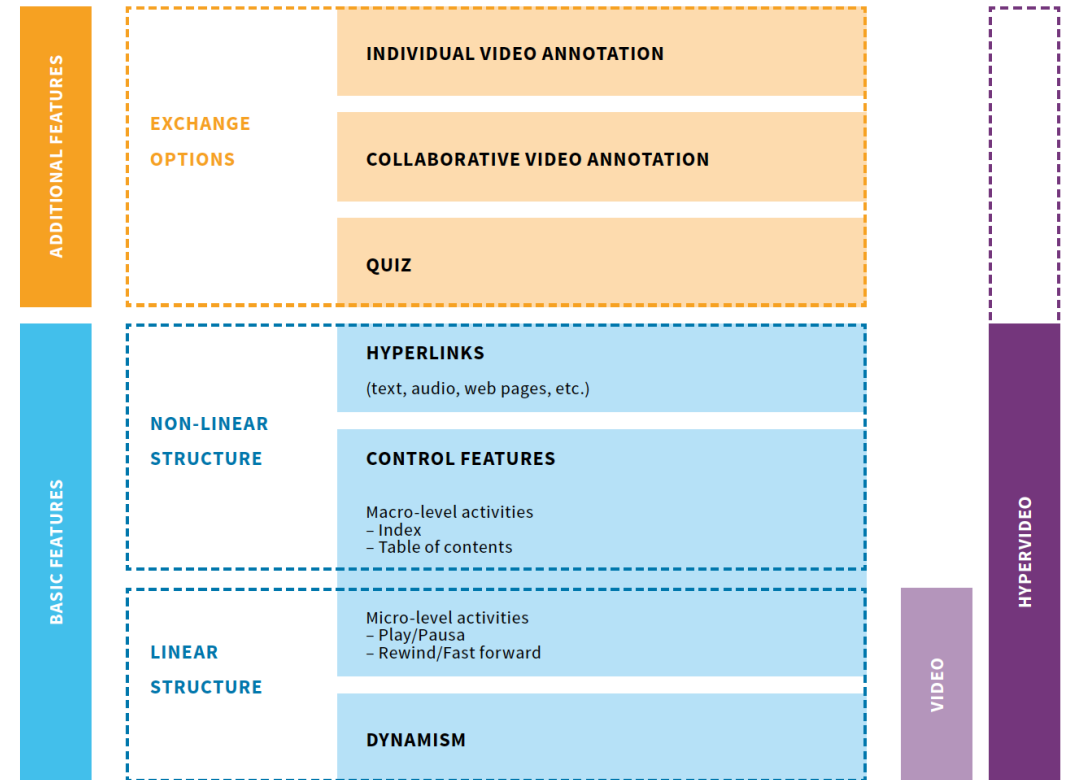 ADDITIONAL FEATURES
EXCHANGE
OPTIONS
INDIVIDUAL VIDEO ANNOTATION
COLLABORATIVE VIDEO ANNOTATION
QUIZ
BASIC FEATURES
NON-LINEAR
STRUCTURE
HYPERLINKS
(text, audio, web pages, etc.)
CONTROL FEATURES
Macro-level activities
– Index
– Table of contents
LINEAR
STRUCTURE
Micro-level activities
– Play/Pausa
– Rewind/Fast forward
DYNAMISM
VIDEO
HYPERVIDEO